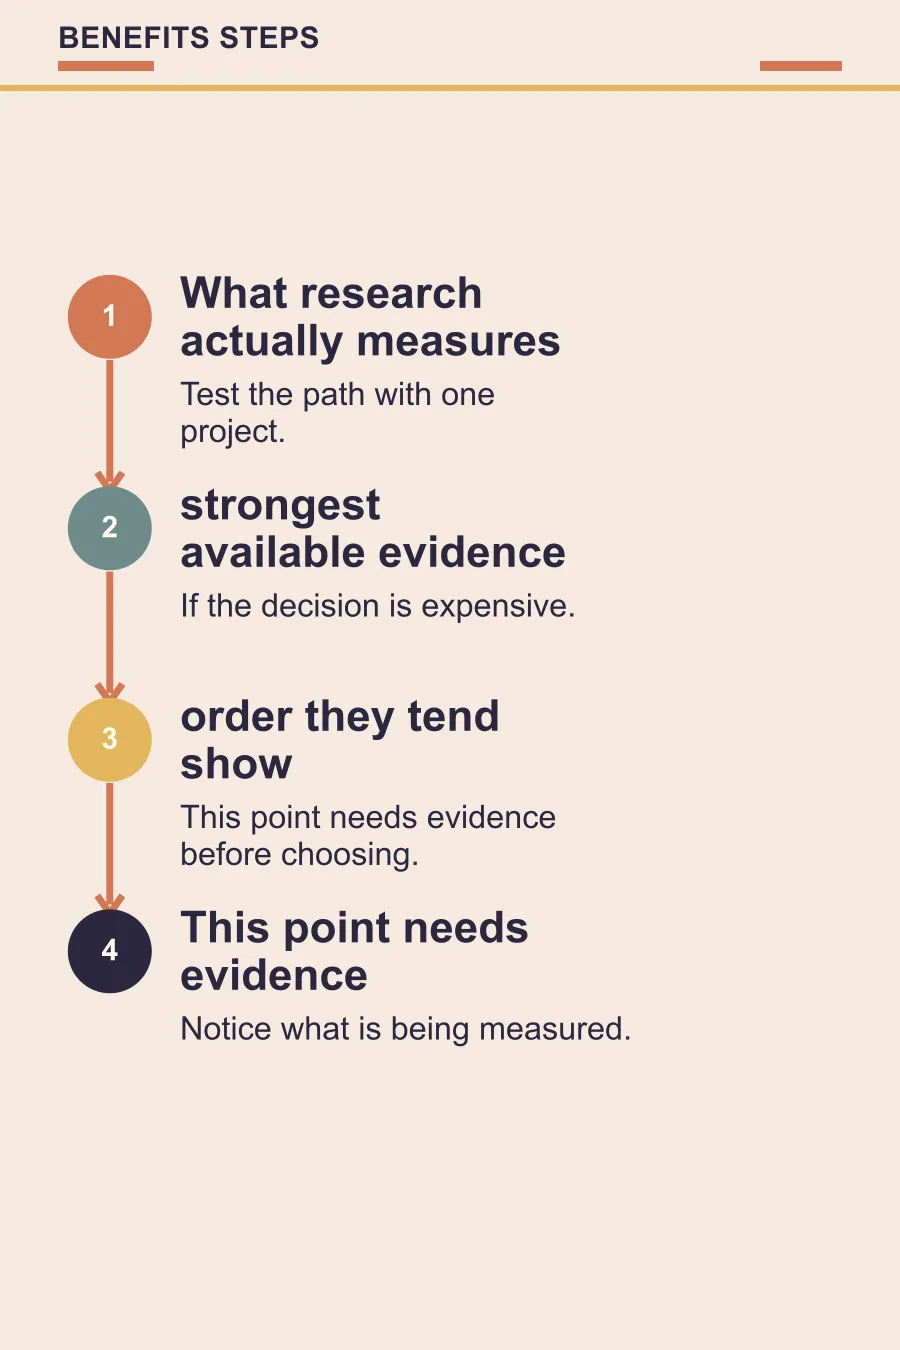 BENEFITS STEPS
1
What research
actually measures
Test the path with one
project.
2
strongest
available evidence
If the decision is expensive.
3
order they tend
show
This point needs evidence
before choosing.
4
This point needs
evidence
Notice what is being measured.